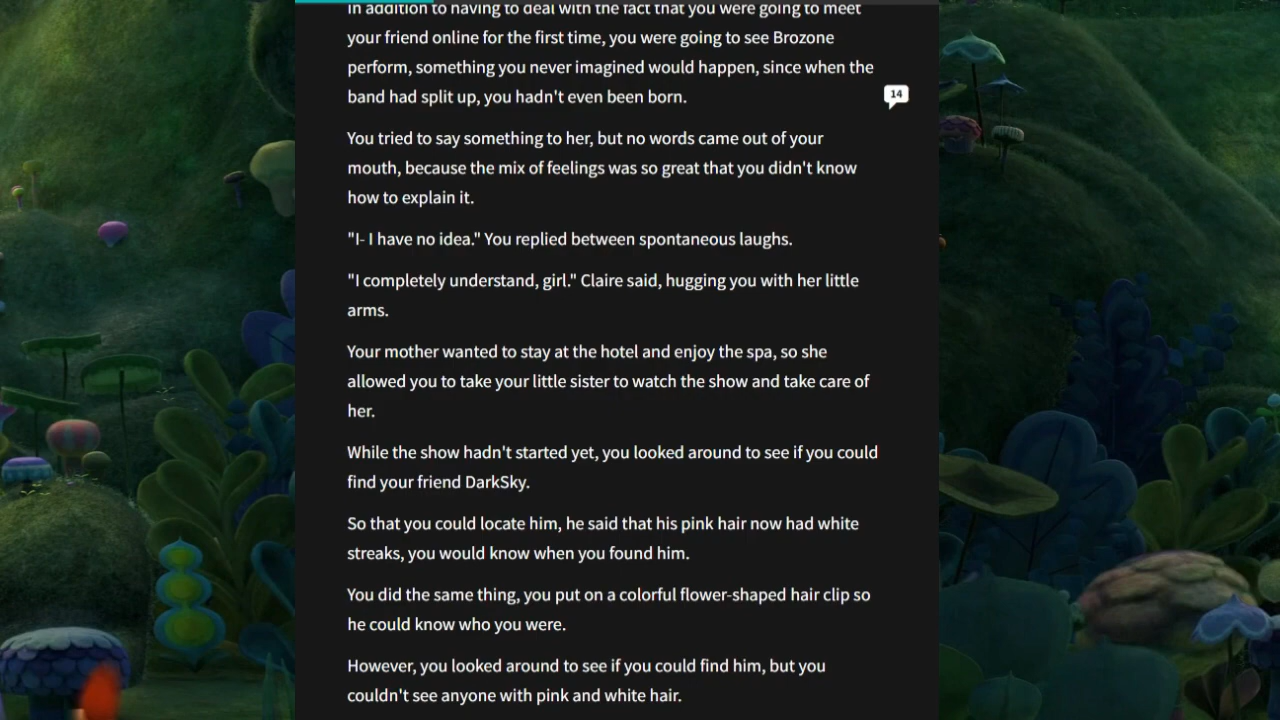 In addition to having to deal with the fact that you were going to meet
your friend online for the first time, you were going to see Brozone
perform, something you never imagined would happen, since when the
band had split up, you hadn't even been born.
14
You tried to say something to her, but no words came out of your
mouth, because the mix of feelings was so great that you didn't know
how to explain it.
"I- I have no idea." You replied between spontaneous laughs.
"I completely understand, girl." Claire said, hugging you with her little
arms.
Your mother wanted to stay at the hotel and enjoy the spa, so she
allowed you to take your little sister to watch the show and take care of
her.
While the show hadn't started yet, you looked around to see if you could
find your friend DarkSky.
So that you could locate him, he said that his pink hair now had white
streaks, you would know when you found him.
You did the same thing, you put on a colorful flower-shaped hair clip so
he could know who you were.
However, you looked around to see if you could find him, but you
couldn't see anyone with pink and white hair.